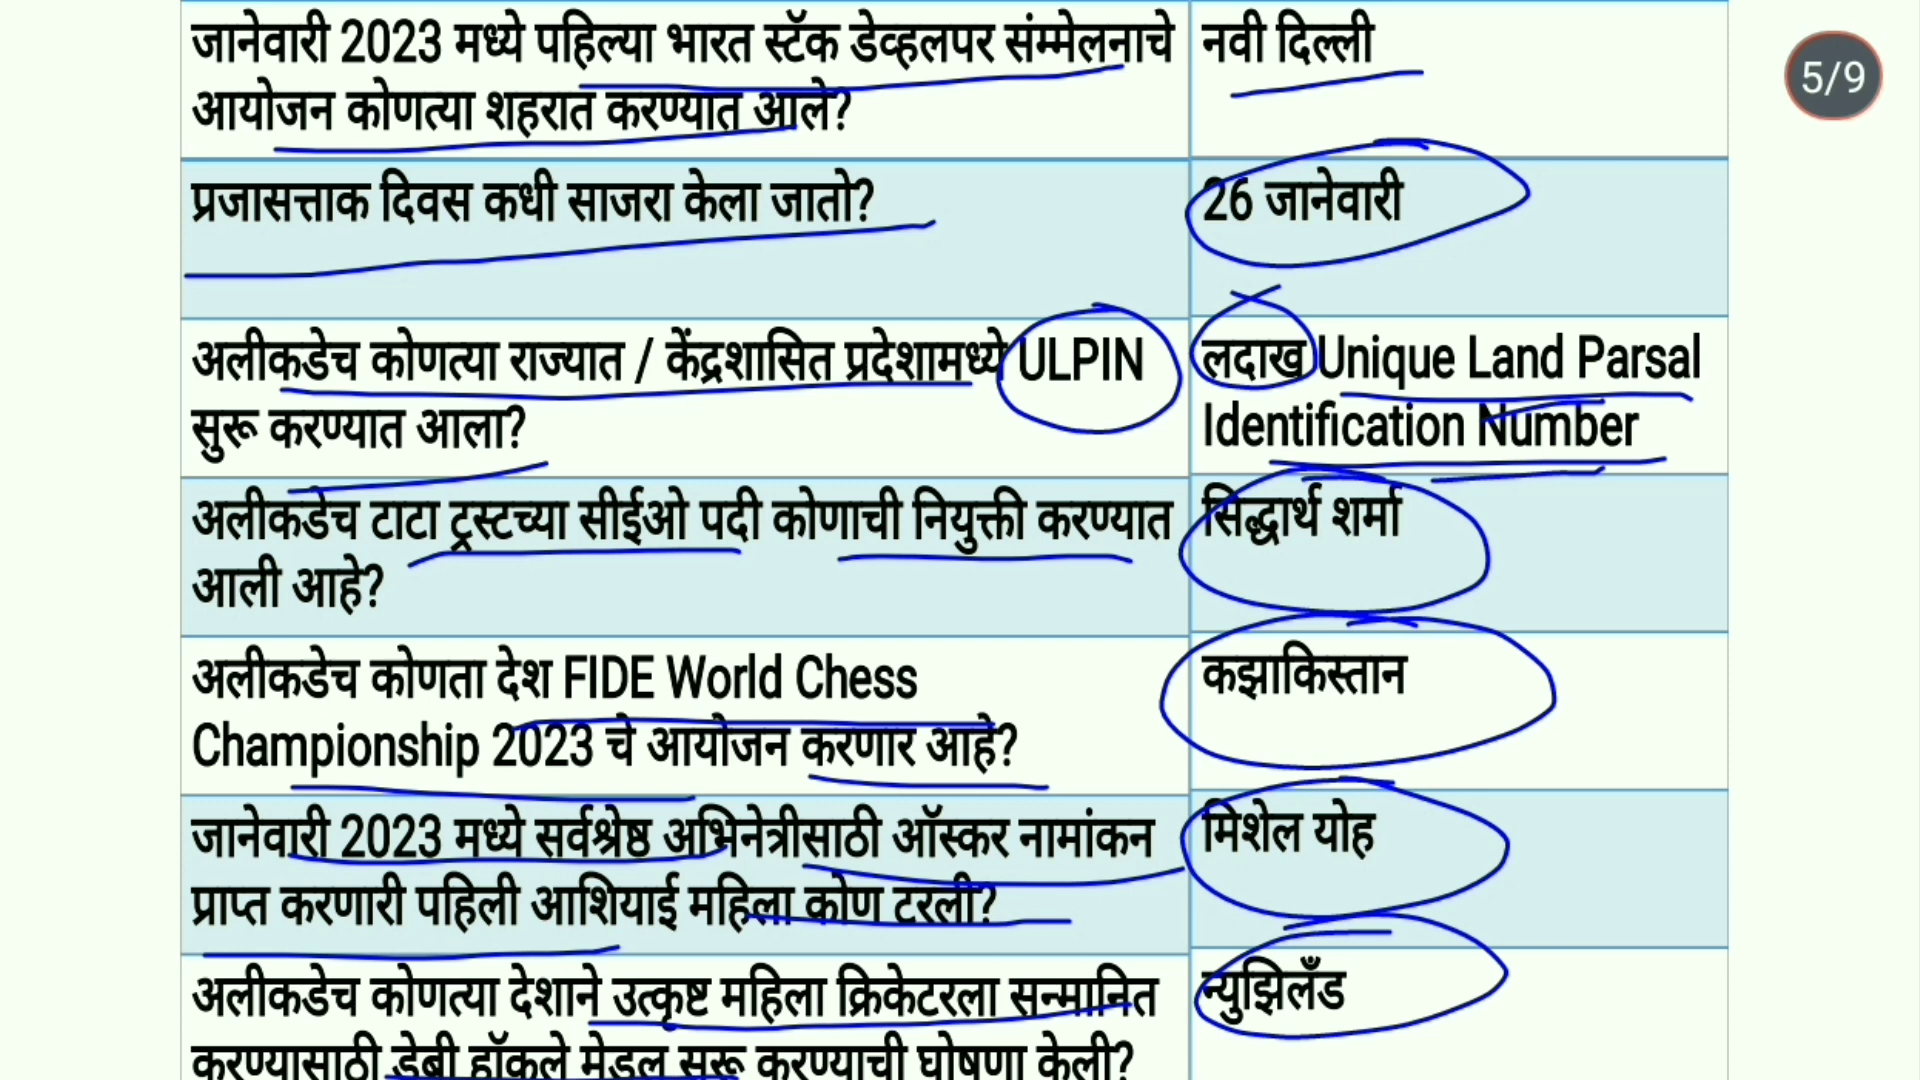 जानेवारी 2023 मध्ये पहिल्या भारत स्टॅक डेव्हलपर संम्मेलनाचे
आयोजन कोणत्या शहरात करण्यात आले?
नवी दिल्ली
5/9
प्रजासत्ताक दिवस कधी साजरा केला जातो?
26 जानेवारी
अलीकडेच कोणत्या राज्यात / केंद्रशासित प्रदेशामध्ये ULPIN
सुरू करण्यात आला?
लदाख Unique Land Parsal
Identification Number
अलीकडेच टाटा ट्रस्टच्या सीईओ पदी कोणाची नियुक्ती करण्यात
आली आहे?
सिद्धार्थ शर्मा
अलीकडेच कोणता देश FIDE World Chess
Championship 2023 चे आयोजन करणार आहे?
कझाकिस्तान
जानेवारी 2023 मध्ये सर्वश्रेष्ठ अभिनेत्रीसाठी ऑस्कर नामांकन
प्राप्त करणारी पहिली आशियाई महिला कोण टरली?
मिशेल योह
अलीकडेच कोणत्या देशाने उत्कृष्ट महिला क्रिकेटरला सन्मानित
करण्यासाठी डेबी हॉकले मेडल सुरू करण्याची घोषणा केली?
न्युझिलँड